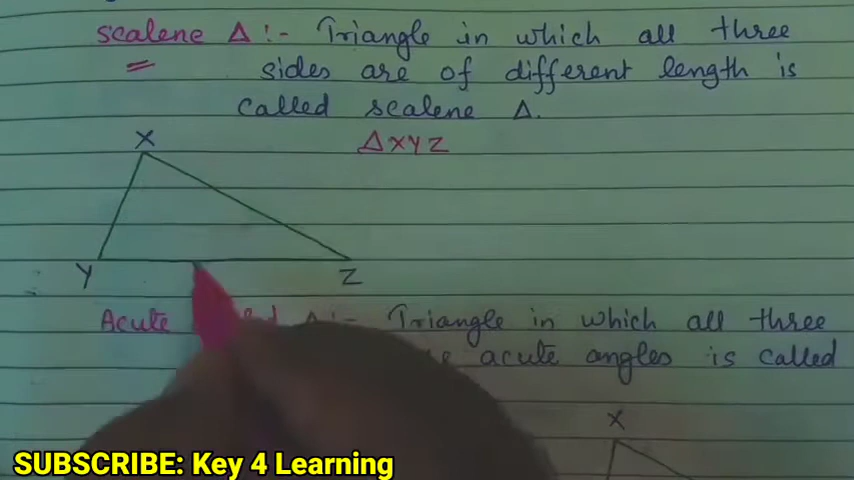 scalene Δ :- Triangle in which all three
sides are of different length is
called scalene Δ.
X
ΔXYZ
Y
Z
Acute Δ :- Triangle in which all three
acute angles is called
X
SUBSCRIBE: Key 4 Learning